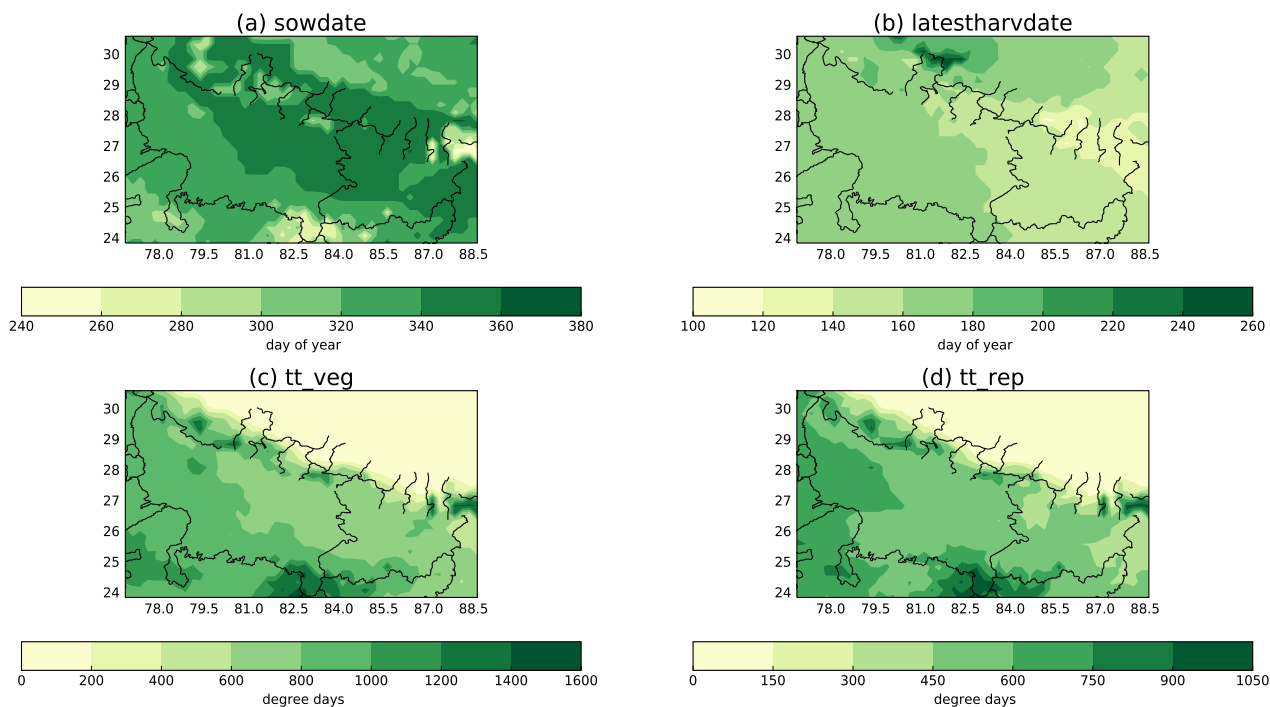 (a) sowdate
30
29
28
27
26
25
24
78.0 79.5 81.0 82.5 84.0 85.5 87.0 88.5
240 260 280 300 320 340 360 380
day of year
(b) latestharvdate
30
29
28
27
26
25
24
78.0 79.5 81.0 82.5 84.0 85.5 87.0 88.5
100 120 140 160 180 200 220 240 260
day of year
(c) tt_veg
30
29
28
27
26
25
24
78.0 79.5 81.0 82.5 84.0 85.5 87.0 88.5
0 200 400 600 800 1000 1200 1400 1600
degree days
(d) tt_rep
30
29
28
27
26
25
24
78.0 79.5 81.0 82.5 84.0 85.5 87.0 88.5
0 150 300 450 600 750 900 1050
degree days